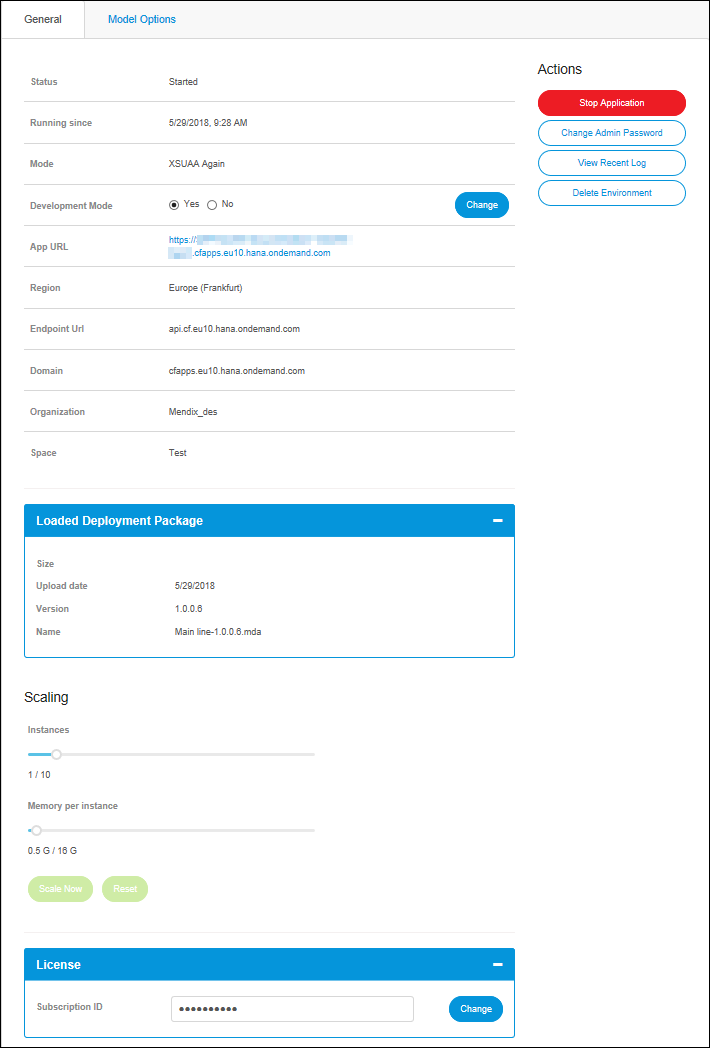 General Model Options
Status Started
Running since 5/29/2018, 9:28 AM
Mode XSUAA Again
Development Mode Yes No Change
App URL https://
.cfapps.eu10.hana.ondemand.com
Region Europe (Frankfurt)
Endpoint Url api.cf.eu10.hana.ondemand.com
Domain cfapps.eu10.hana.ondemand.com
Organization Mendix_des
Space Test
Actions
Stop Application
Change Admin Password
View Recent Log
Delete Environment
Loaded Deployment Package
Size
Upload date 5/29/2018
Version 1.0.0.6
Name Main line-1.0.0.6.mda
Scaling
Instances
1 / 10
Memory per instance
0.5 G / 16 G
Scale Now Reset
License
Subscription ID ●●●●●●●●●● Change